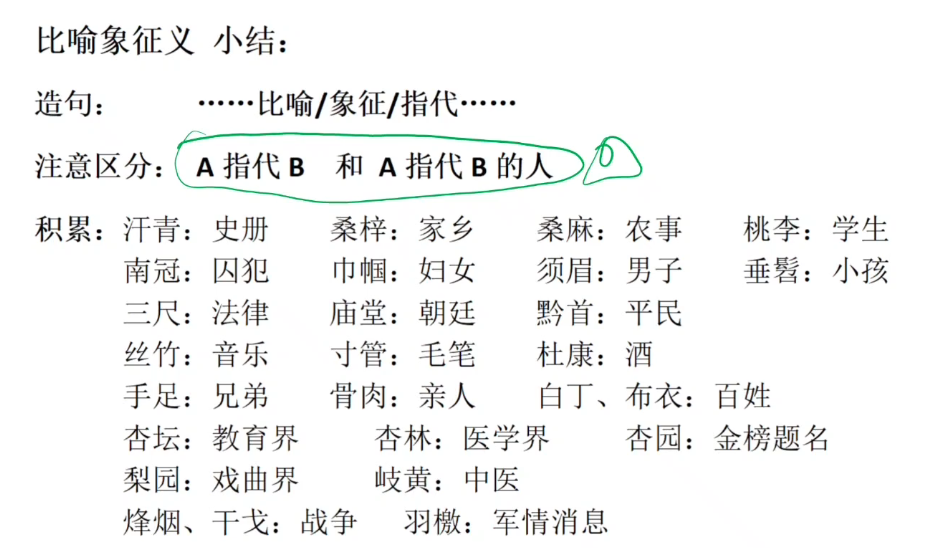 比喻象征义 小结：
造句： ……比喻/象征/指代……
注意区分： A 指代 B 和 A 指代 B 的人
积累：汗青：史册 桑梓：家乡 桑麻：农事 桃李：学生
南冠：囚犯 巾帼：妇女 须眉：男子 垂髫：小孩
三尺：法律 庙堂：朝廷 黔首：平民
丝竹：音乐 寸管：毛笔 杜康：酒
手足：兄弟 骨肉：亲人 白丁、布衣：百姓
杏坛：教育界 杏林：医学界 杏园：金榜题名
梨园：戏曲界 岐黄：中医
烽烟、干戈：战争 羽檄：军情消息